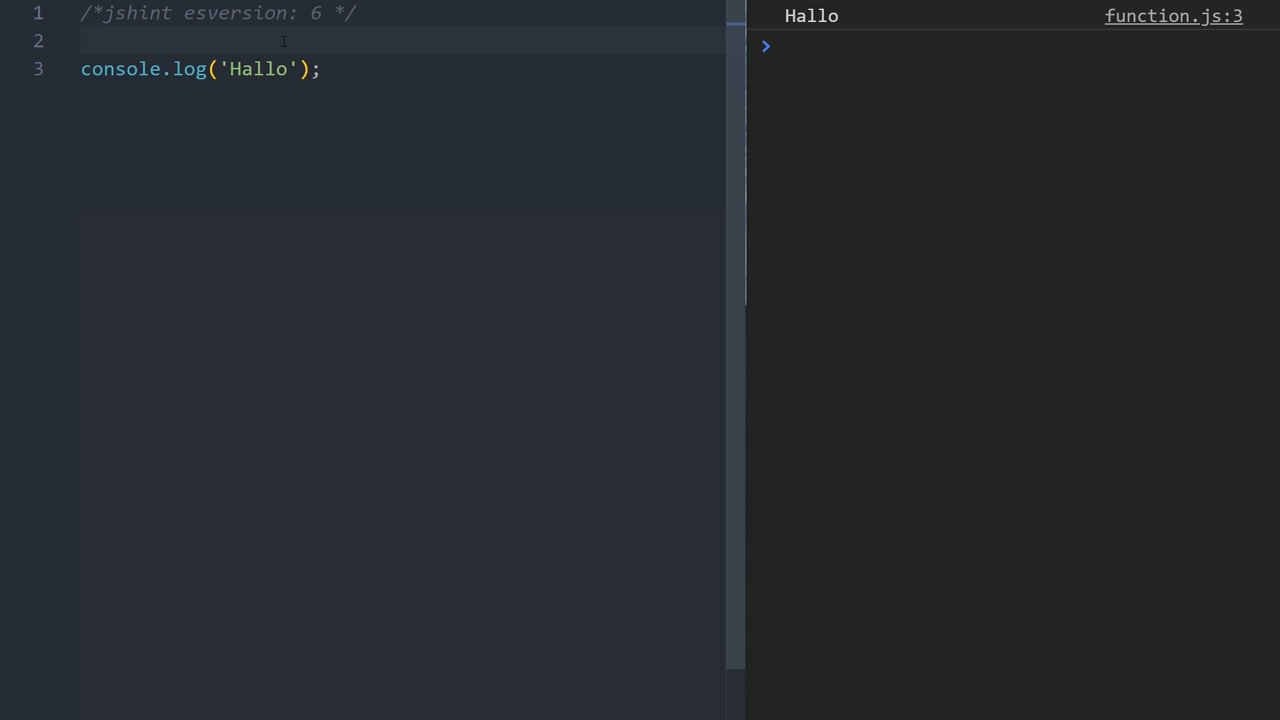 1 /*jshint esversion: 6 */
2
3 console.log('Hallo');
Hallo function.js:3
>